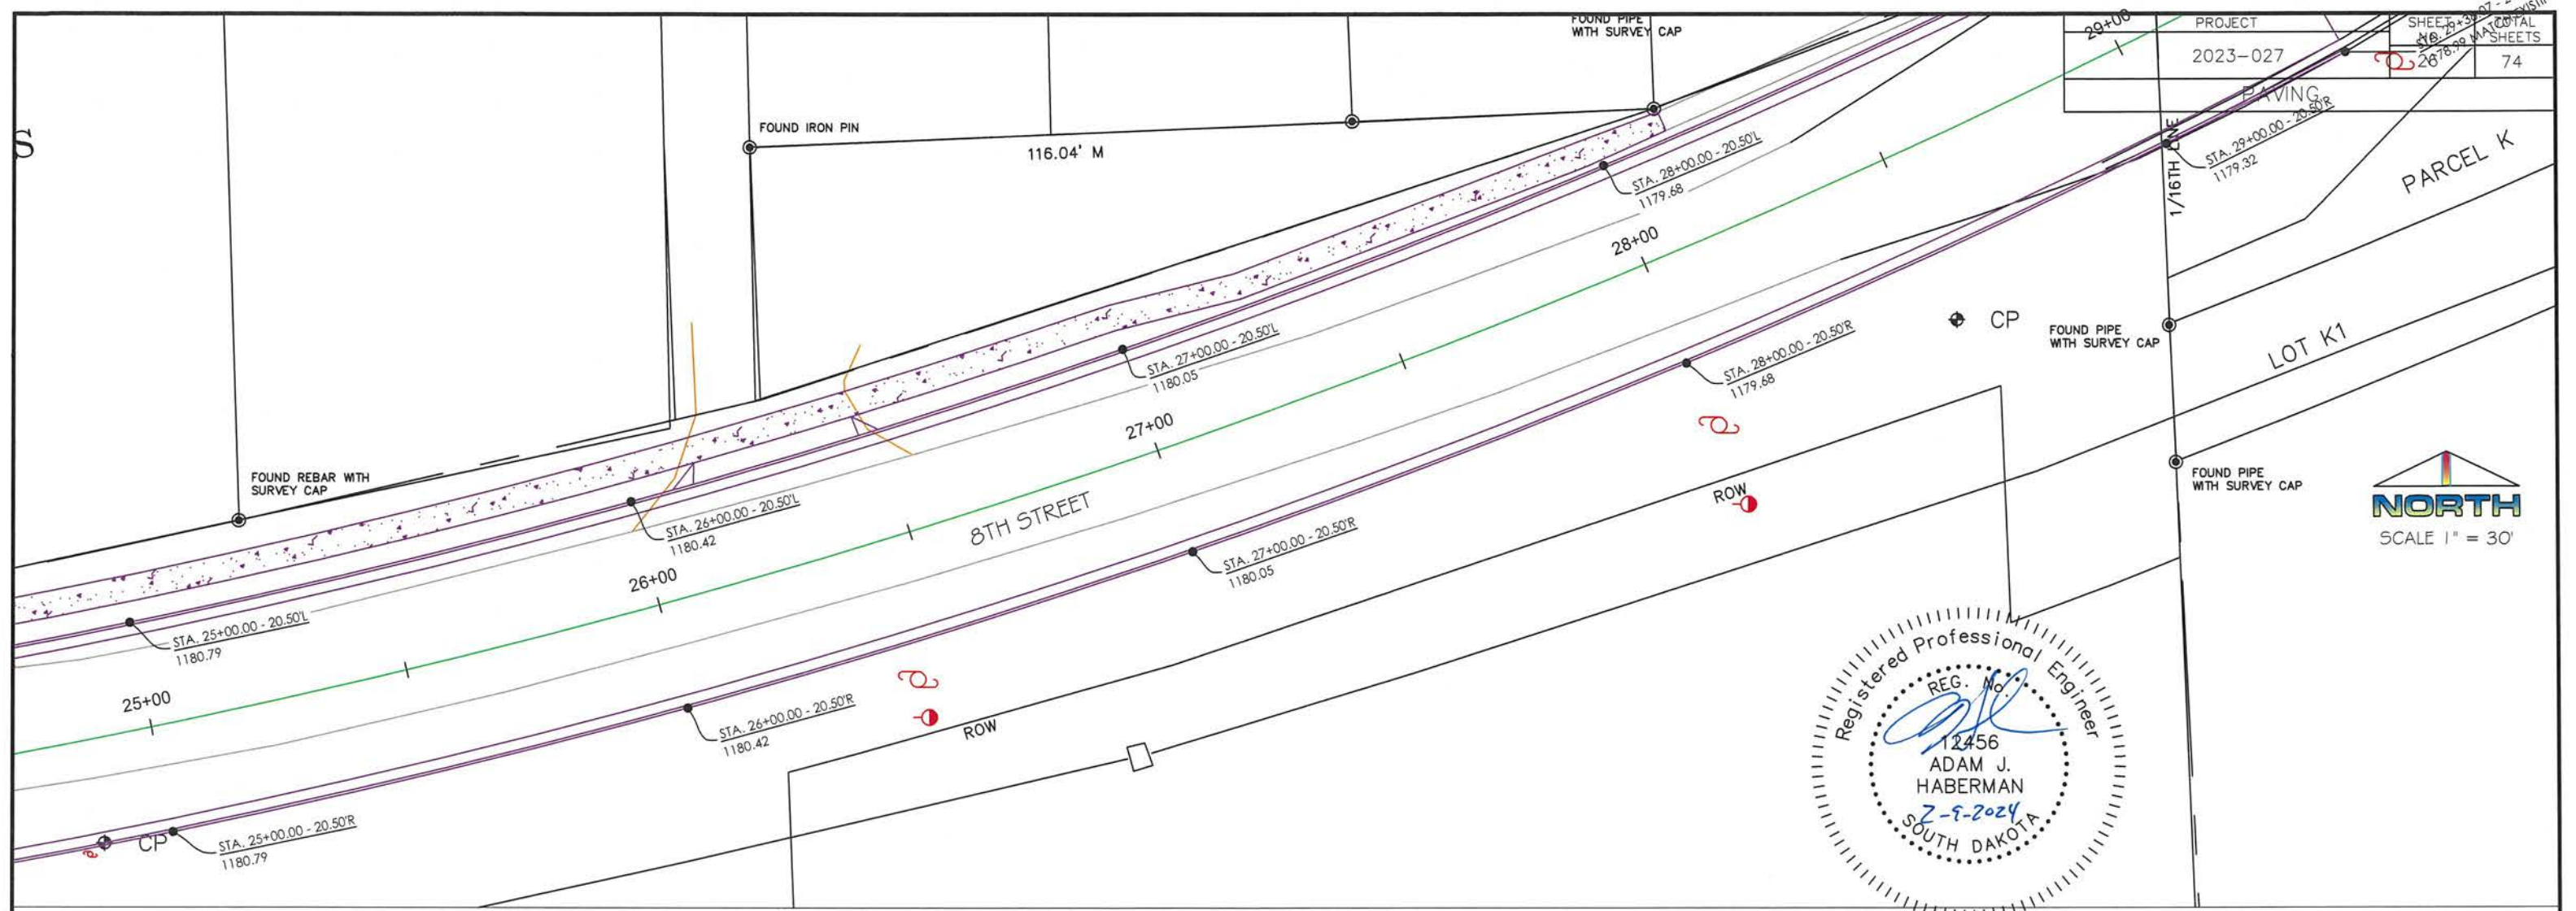 S
FOUND PIPE
WITH SURVEY CAP
29+00
PROJECT
SHEET
TOTAL
SHEETS
2023-027
26
74
PAVING
FOUND IRON PIN
116.04' M
STA. 28+00.00 - 20.50'L
1179.68
1/16TH LINE
STA. 29+00.00 - 20.50'R
1179.32
PARCEL K
28+00
CP
FOUND PIPE
WITH SURVEY CAP
LOT K1
STA. 27+00.00 - 20.50'L
1180.05
STA. 28+00.00 - 20.50'R
1179.68
27+00
FOUND REBAR WITH
SURVEY CAP
FOUND PIPE
WITH SURVEY CAP
ROW
NORTH
SCALE 1" = 30'
STA. 26+00.00 - 20.50'L
1180.42
8TH STREET
STA. 27+00.00 - 20.50'R
1180.05
26+00
STA. 25+00.00 - 20.50'L
1180.79
25+00
STA. 26+00.00 - 20.50'R
1180.42
ROW
CP
STA. 25+00.00 - 20.50'R
1180.79
Registered Professional Engineer
REG. No.
12456
ADAM J.
HABERMAN
2-9-2024
SOUTH DAKOTA